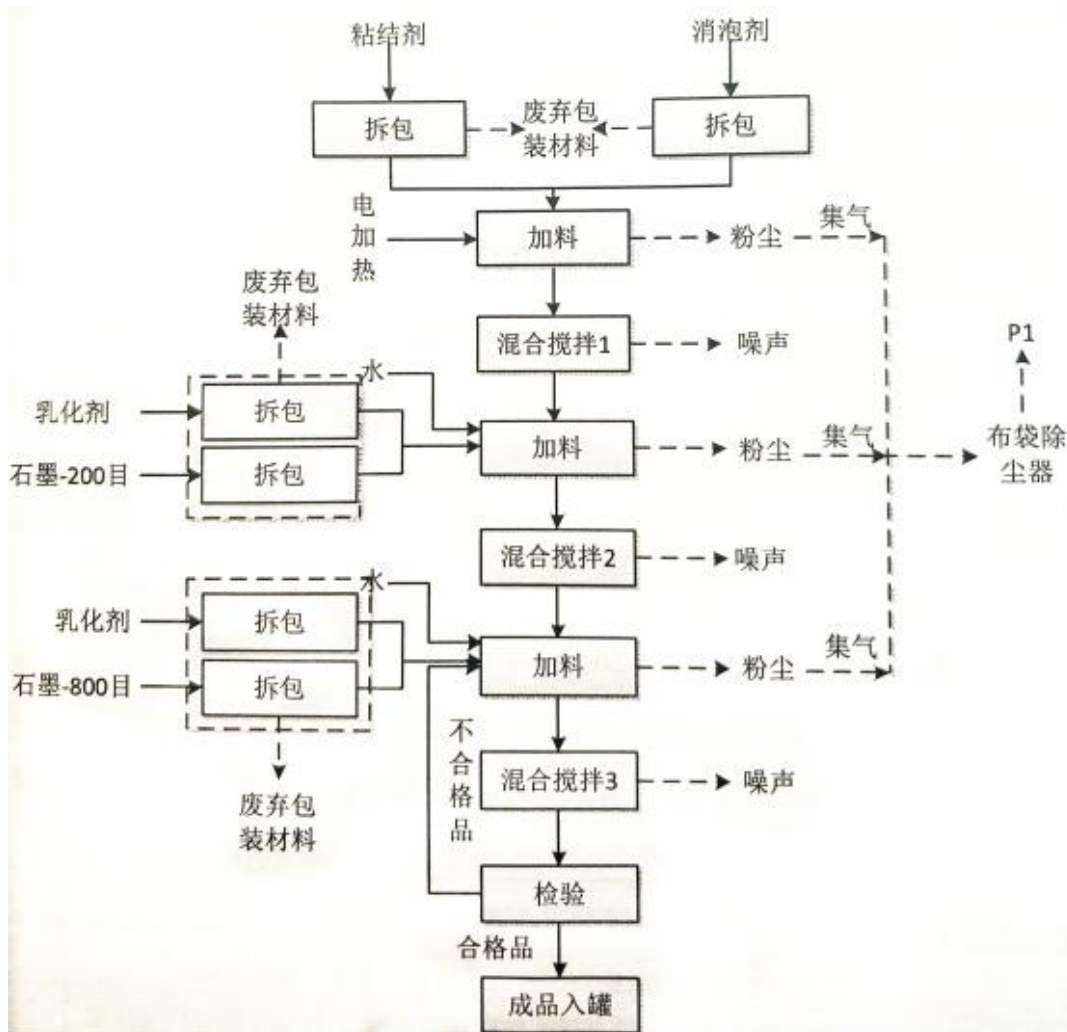 粘结剂
消泡剂
拆包
废弃包
装材料
拆包
电
加
热
加料
粉尘
集气
废弃包
装材料
混合搅拌1
噪声
P1
水
乳化剂
拆包
加料
粉尘
集气
布袋除
尘器
石墨-200目
拆包
混合搅拌2
噪声
水
乳化剂
拆包
加料
粉尘
集气
石墨-800目
拆包
不
合
格
品
混合搅拌3
噪声
废弃包
装材料
检验
合格品
成品入罐